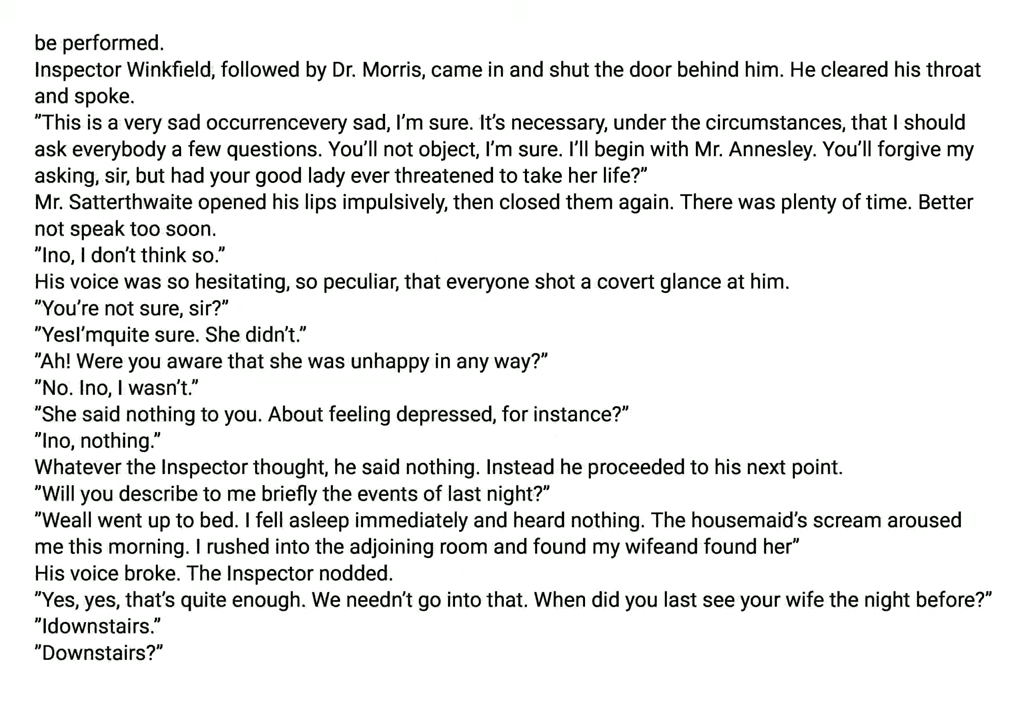 be performed.
Inspector Winkfield, followed by Dr. Morris, came in and shut the door behind him. He cleared his throat
and spoke.
"This is a very sad occurrencevery sad, I'm sure. It's necessary, under the circumstances, that I should
ask everybody a few questions. You'll not object, I'm sure. I'll begin with Mr. Annesley. You'll forgive my
asking, sir, but had your good lady ever threatened to take her life?"
Mr. Satterthwaite opened his lips impulsively, then closed them again. There was plenty of time. Better
not speak too soon.
"Ino, I don't think so."
His voice was so hesitating, so peculiar, that everyone shot a covert glance at him.
"You're not sure, sir?"
"YesI'mquite sure. She didn't."
"Ah! Were you aware that she was unhappy in any way?"
"No. Ino, I wasn't."
"She said nothing to you. About feeling depressed, for instance?"
"Ino, nothing."
Whatever the Inspector thought, he said nothing. Instead he proceeded to his next point.
"Will you describe to me briefly the events of last night?"
"Weall went up to bed. I fell asleep immediately and heard nothing. The housemaid's scream aroused
me this morning. I rushed into the adjoining room and found my wifeand found her"
His voice broke. The Inspector nodded.
"Yes, yes, that's quite enough. We needn't go into that. When did you last see your wife the night before?"
"Idownstairs."
"Downstairs?"